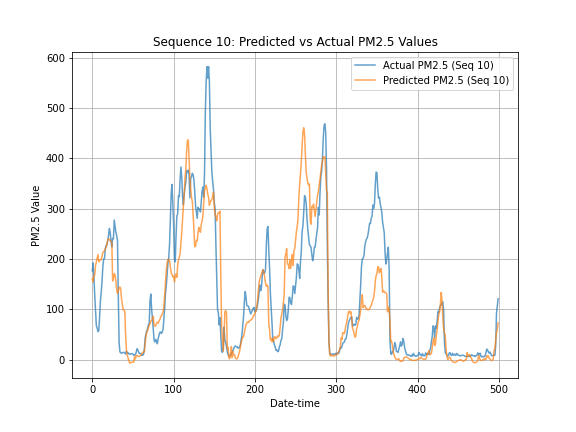 Sequence 10: Predicted vs Actual PM2.5 Values
Actual PM2.5 (Seq 10)
Predicted PM2.5 (Seq 10)
600
500
400
300
200
100
0
PM2.5 Value
0 100 200 300 400 500
Date-time